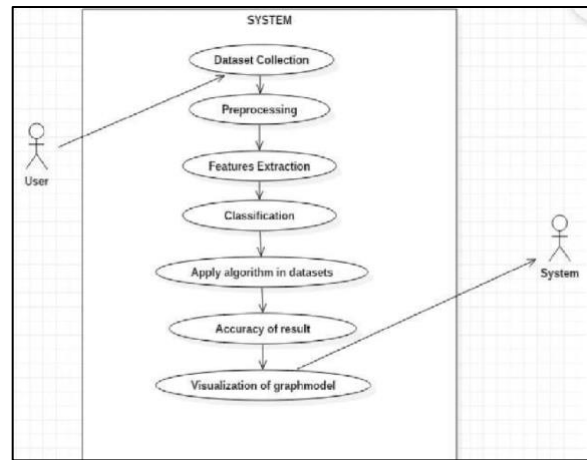 SYSTEM
Dataset Collection
Preprocessing
User
Features Extraction
Classification
System
Apply algorithm in datasets
Accuracy of result
Visualization of graphmodel